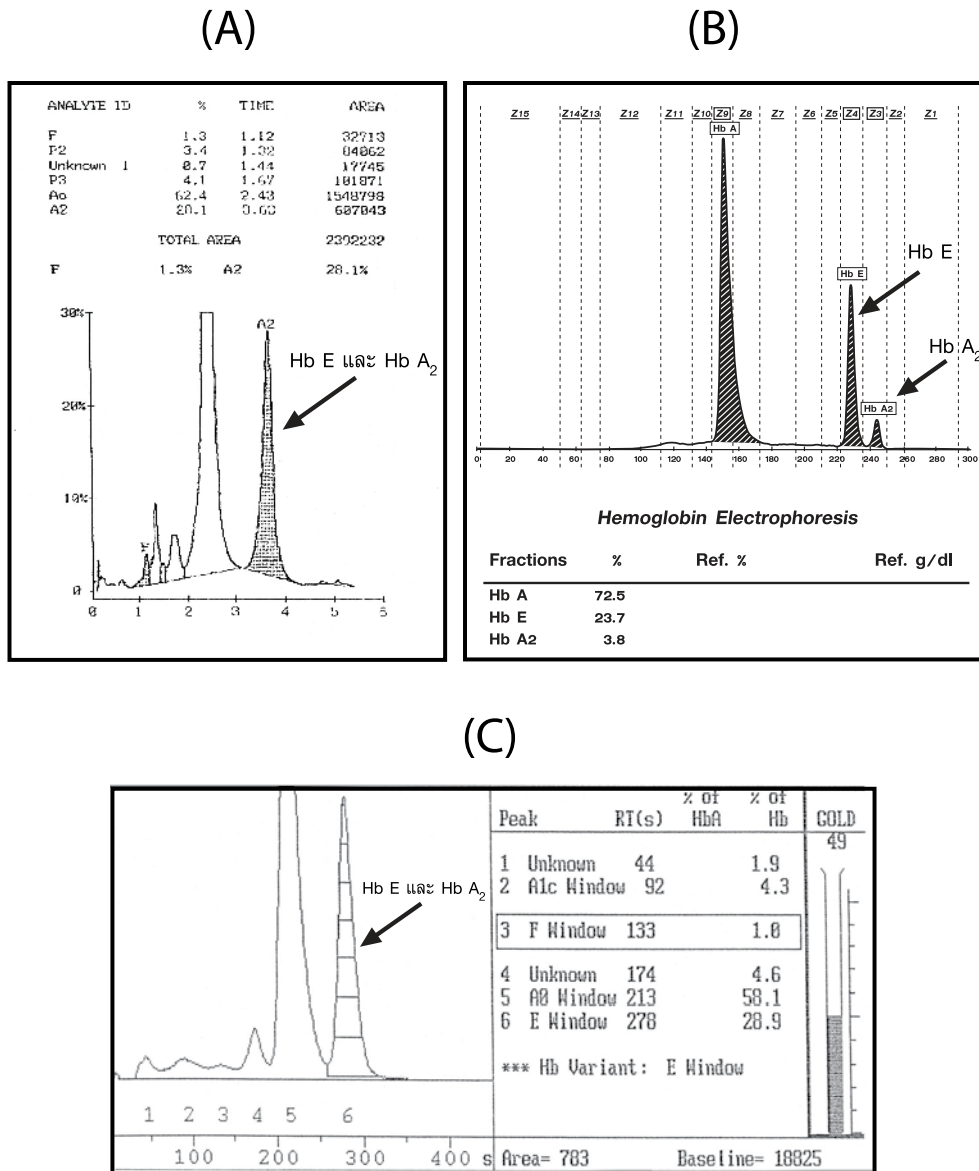 (A)
ANALYTE ID % TIME AREA
F 1.3 1.12 32713
P2 3.4 1.32 84062
Unknown 1 0.7 1.44 17745
P3 4.1 1.67 101871
Ao 62.4 2.43 1548798
A2 28.1 3.63 607043
TOTAL AREA 2392232
F 1.3% A2 28.1%
30%
20%
10%
0
A2
F
Hb E และ Hb A2
0 1 2 3 4 5 6
(B)
Z15 Z14 Z13 Z12 Z11 Z10 Z9 Z8 Z7 Z6 Z5 Z4 Z3 Z2 Z1
Hb A
Hb E
Hb E
Hb A2
Hb A2
0 20 40 60 80 100 120 140 150 160 180 200 220 240 260 280 300
Hemoglobin Electrophoresis
Fractions % Ref. % Ref. g/dl
Hb A 72.5
Hb E 23.7
Hb A2 3.8
(C)
Hb E และ Hb A2
1 2 3 4 5 6
100 200 300 400 s
% of % of
Peak RT(s) HbA Hb
1 Unknown 44 1.9
2 A1c Window 92 4.3
3 F Window 133 1.0
4 Unknown 174 4.6
5 A0 Window 213 58.1
6 E Window 278 28.9
*** Hb Variant: E Window
Area= 783 Baseline= 18825
GOLD
49